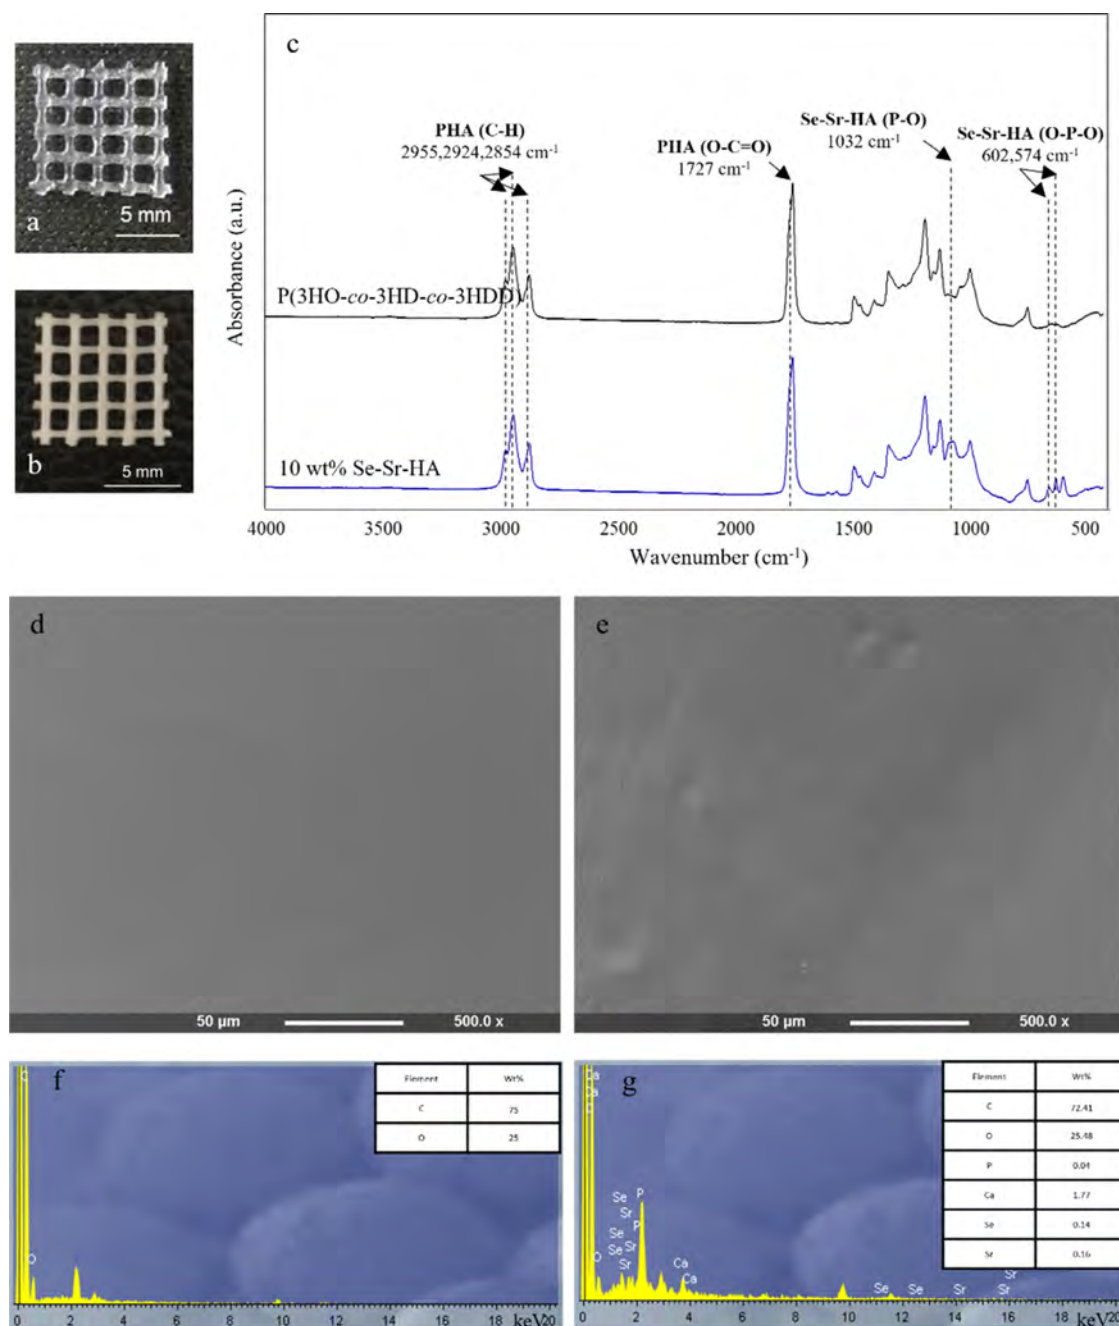 a
5 mm
b
5 mm
c
PHA (C-H)
2955,2924,2854 cm-1
PHA (O-C=O)
1727 cm-1
Se-Sr-HA (P-O)
1032 cm-1
Se-Sr-HA (O-P-O)
602,574 cm-1
P(3HO-co-3HD-co-3HDD)
10 wt% Se-Sr-HA
Absorbance (a.u.)
4000 3500 3000 2500 2000 1500 1000 500
Wavenumber (cm-1)
d
50 µm 500.0 x
e
50 µm 500.0 x
f
Element Wt%
C 75
O 25
O
0 2 4 6 8 10 12 14 16 18 20
keV
g
Element Wt%
C 72.41
O 25.48
P 0.04
Ca 1.77
Se 0.14
Sr 0.16
Ca
Ca
Se P
Sr
P
Se Sr
Se
Sr
O
Ca
Ca
Se Se Sr Sr
Sr
0 2 4 6 8 10 12 14 16 18 20
keV